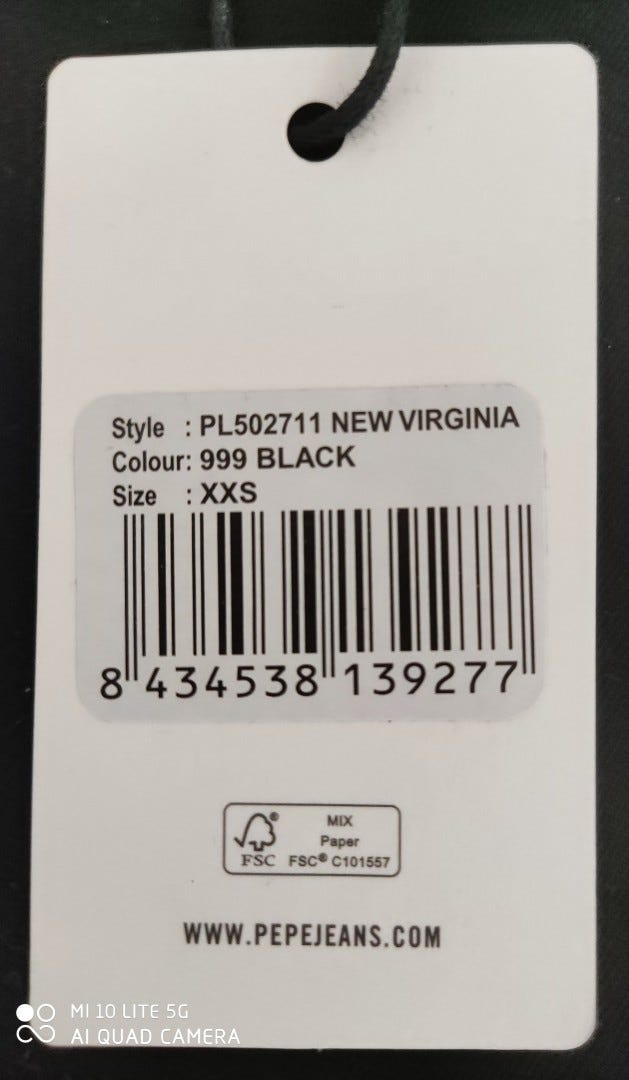 Style : PL502711 NEW VIRGINIA
Colour: 999 BLACK
Size : XXS
8 434538 139277
MIX
Paper
FSC® C101557
FSC
WWW.PEPEJEANS.COM
MI 10 LITE 5G
AI QUAD CAMERA